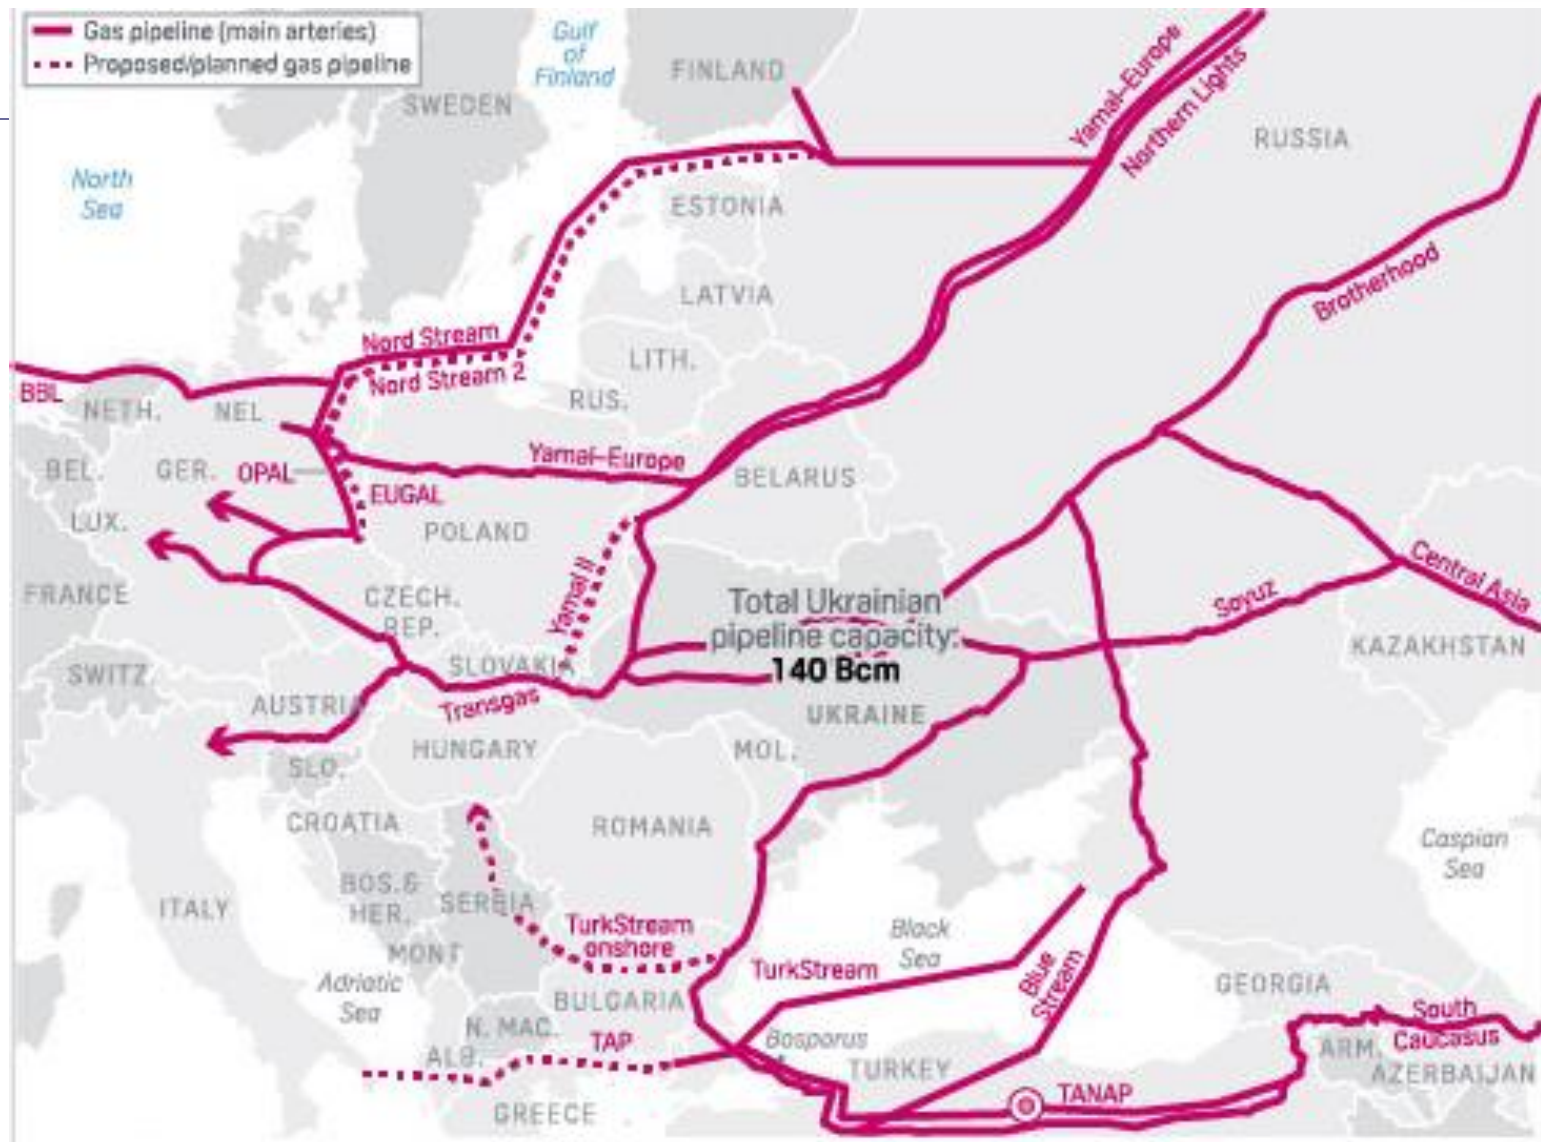 Gas pipeline (main arteries)
Proposed/planned gas pipeline
Gulf
of
Finland
FINLAND
SWEDEN
Yamal–Europe
Northern Lights
RUSSIA
North
Sea
ESTONIA
LATVIA
Brotherhood
Nord Stream
Nord Stream 2
LITH.
RUS.
BBL
NETH.
NEL
Yamal–Europe
BELARUS
BEL.
GER.
OPAL
EUGAL
LUX.
POLAND
Yamal II
FRANCE
CZECH.
REP.
Total Ukrainian
pipeline capacity:
140 Bcm
Soyuz
Central Asia
KAZAKHSTAN
SWITZ.
SLOVAKIA
AUSTRIA
Transgas
UKRAINE
HUNGARY
MOL.
SLO.
CROATIA
ROMANIA
Caspian
Sea
BOS.&
HER.
SERBIA
ITALY
TurkStream
onshore
Black
Sea
MONT
TurkStream
Blue
Stream
Adriatic
Sea
BULGARIA
GEORGIA
N. MAC.
South
Caucasus
TAP
Bosporus
ALB.
TURKEY
ARM.
AZERBAIJAN
TANAP
GREECE